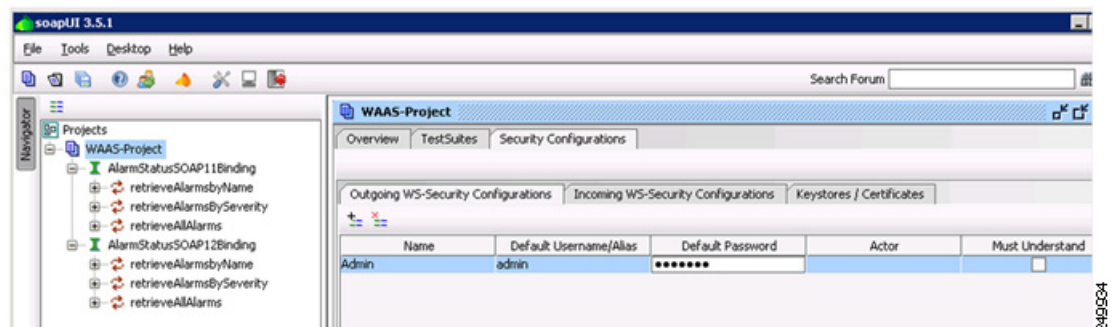 soapUI 3.5.1
File Tools Desktop Help
Search Forum
Navigator
Projects
WAAS-Project
AlarmStatusSOAP11Binding
retrieveAlarmsbyName
retrieveAlarmsBySeverity
retrieveAllAlarms
AlarmStatusSOAP12Binding
retrieveAlarmsbyName
retrieveAlarmsBySeverity
retrieveAllAlarms
WAAS-Project
Overview TestSuites Security Configurations
Outgoing WS-Security Configurations Incoming WS-Security Configurations Keystores / Certificates
Name Default Username/Alias Default Password Actor Must Understand
Admin admin •••••••